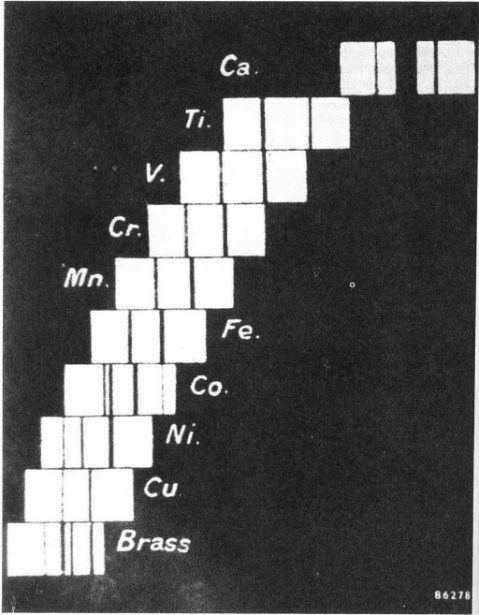 Ca.
Ti.
V.
Cr.
Mn.
Fe.
Co.
Ni.
Cu
Brass
86278